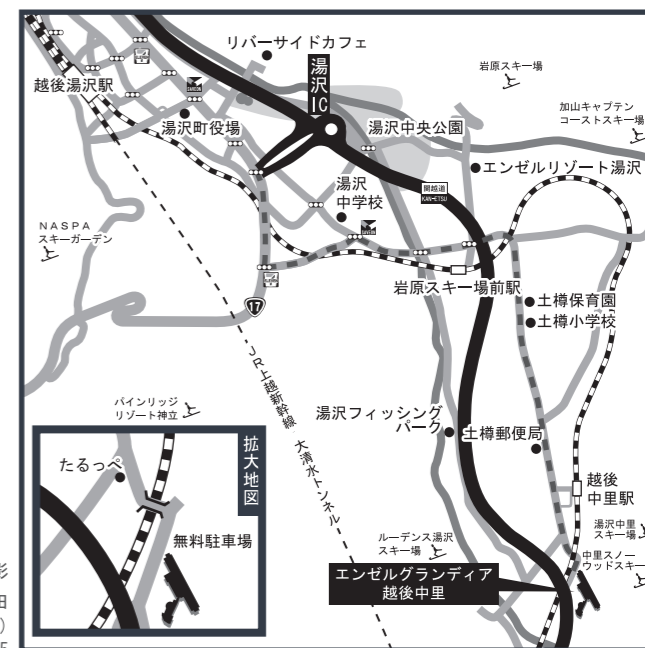 リバーサイドカフェ
越後湯沢駅
湯沢町役場
湯沢
IC
岩原スキー場
加山キャプテン
コーストスキー場
湯沢中央公園
エンゼルリゾート湯沢
湯沢
中学校
関越道
KAN-ETSU
NASPA
スキーガーデン
岩原スキー場前駅
17
土樽保育園
土樽小学校
JR上越新幹線 大清水トンネル
パインリッジ
リゾート神立
湯沢フィッシング
パーク
土樽郵便局
越後
中里駅
湯沢中里
スキー場
中里スノー
ウッドスキー
ルーデンス湯沢
スキー場
エンゼルグランディア
越後中里
拡大地図
たるっぺ
無料駐車場
影
田
)